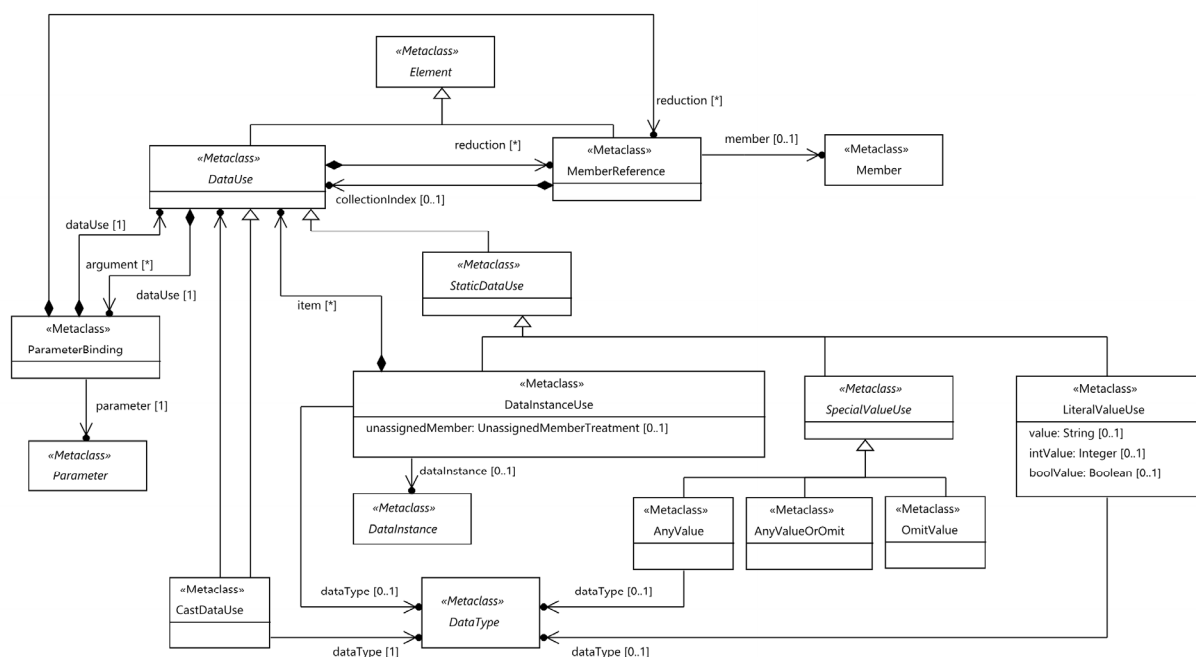 «Metaclass»
Element
reduction [*]
«Metaclass»
DataUse
reduction [*]
«Metaclass»
MemberReference
member [0..1]
«Metaclass»
Member
collectionIndex [0..1]
dataUse [1]
argument [*]
dataUse [1]
item [*]
«Metaclass»
StaticDataUse
«Metaclass»
ParameterBinding
parameter [1]
«Metaclass»
Parameter
«Metaclass»
DataInstanceUse
unassignedMember: UnassignedMemberTreatment [0..1]
«Metaclass»
SpecialValueUse
«Metaclass»
LiteralValueUse
value: String [0..1]
intValue: Integer [0..1]
boolValue: Boolean [0..1]
dataInstance [0..1]
«Metaclass»
DataInstance
«Metaclass»
AnyValue
«Metaclass»
AnyValueOrOmit
«Metaclass»
OmitValue
«Metaclass»
CastDataUse
dataType [0..1]
«Metaclass»
DataType
dataType [0..1]
dataType [1]
dataType [0..1]